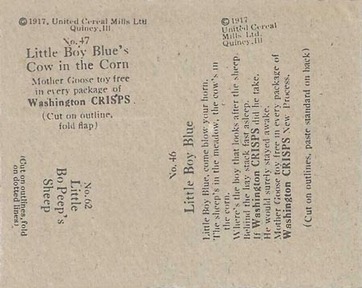 ©1917, United Cereal Mills Ltd
Quincy, Ill
No. 47
Little Boy Blue's
Cow in the Corn
Mother Goose toy free
in every package of
Washington CRISPS
(Cut on outline,
fold flap)
No. 62
Little
Bo Peep's
Sheep
(Cut on outlines, fold
on dotted lines)
©1917
United Cereal
Mills Ltd.
Quincy, Ill
No. 46
Little Boy Blue
Little Boy Blue, come blow your horn,
The sheep's in the meadow, the cow's in
the corn.
Where's the boy that looks after the sheep
Behind the hay stack fast asleep.
If Washington CRISPS did he take.
He would surely stayed awake.
Mother Goose toy free in every package of
Washington CRISPS New Process.
(Cut on outlines, paste standard on back)